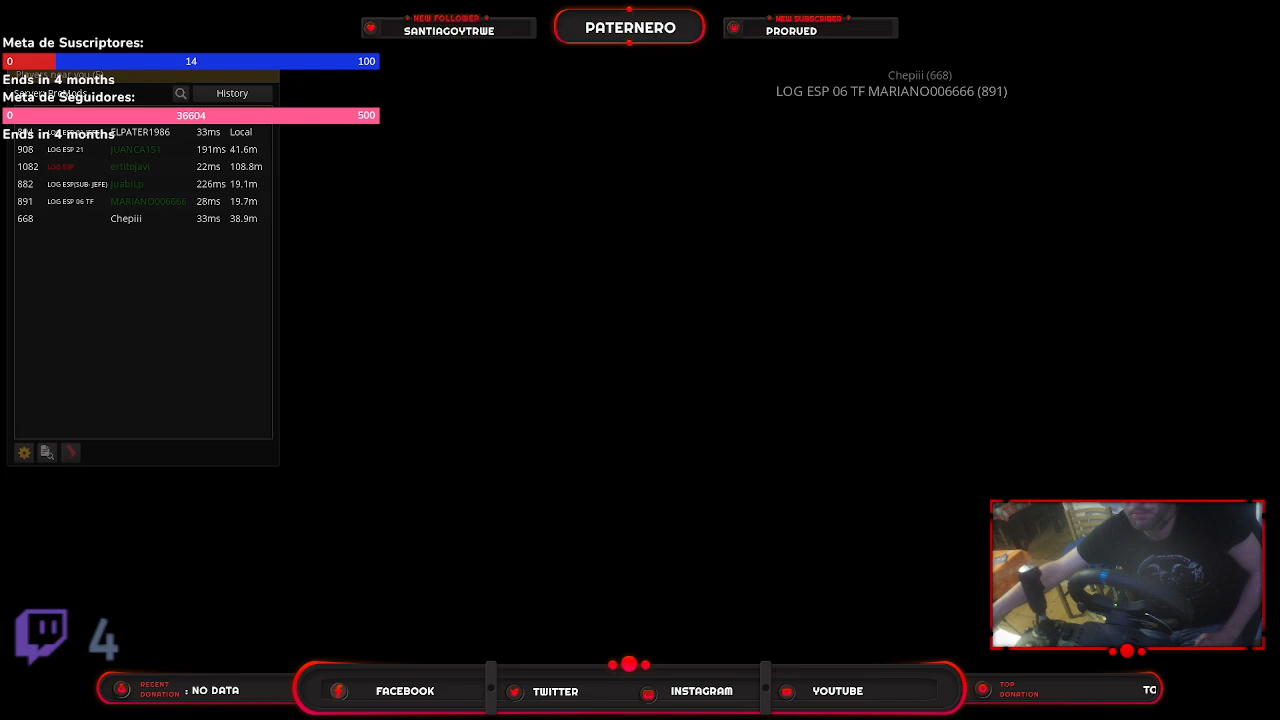 NEW FOLLOWER
SANTIAGOYTRWE
PATERNERO
NEW SUBSCRIBER
PRORUED
Meta de Suscriptores:
0 14 100
Players near you
Ends in 4 months
Chepiii (668)
LOG ESP 06 TF MARIANO006666 (891)
History
Meta de Seguidores:
0 36604 500
Ends in 4 months
ELPATER1986 33ms Local
908 LOG ESP 21 JUANCA151 191ms 41.6m
1082 LOG ESP ertitojavi 22ms 108.8m
882 LOG ESP(SUB- JEFE) 226ms 19.1m
891 LOG ESP 06 TF MARIANO006666 28ms 19.7m
668 Chepiii 33ms 38.9m
4
RECENT DONATION : NO DATA
FACEBOOK
TWITTER
INSTAGRAM
YOUTUBE
TOP DONATION